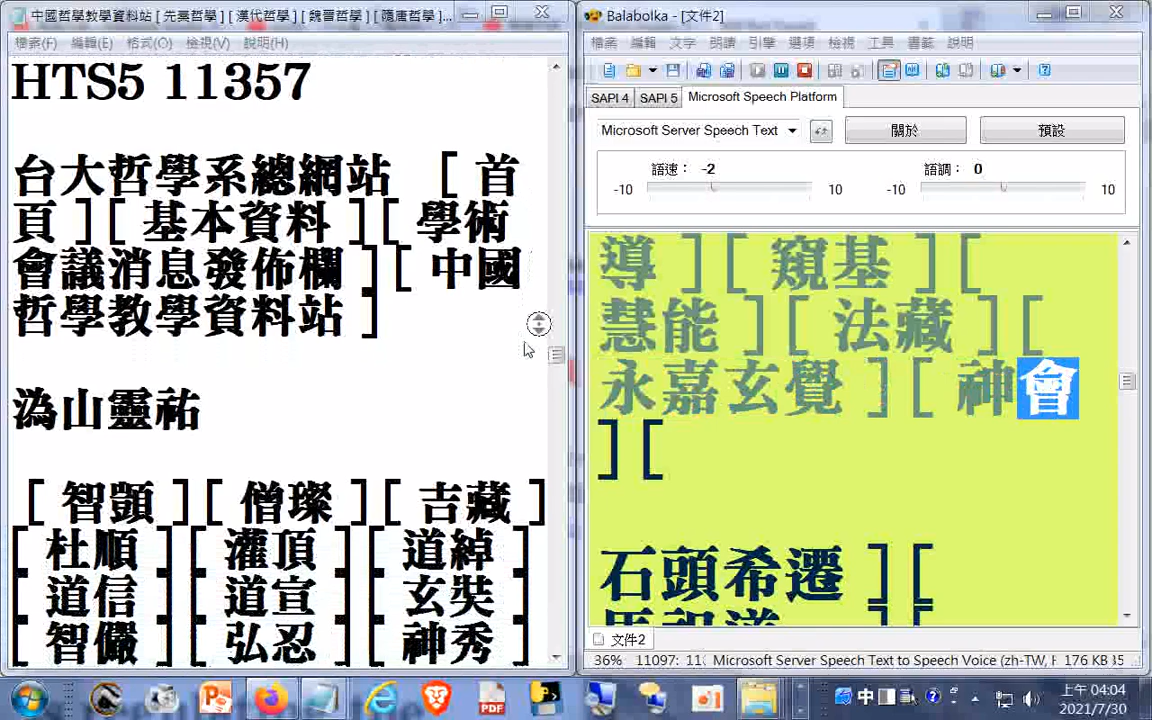 中國哲學教學資料站 [ 先秦哲學 ] [ 漢代哲學 ] [ 魏晉哲學 ] [ 隋唐哲學 ]...
檔案(F) 編輯(E) 格式(O) 檢視(V) 說明(H)
HTS5 11357
台大哲學系總網站 [ 首
頁 ][ 基本資料 ][ 學術
會議消息發佈欄 ][ 中國
哲學教學資料站 ]
溈山靈祐
[ 智顗 ][ 僧璨 ][ 吉藏 ]
[ 杜順 ][ 灌頂 ][ 道綽 ]
[ 道信 ][ 道宣 ][ 玄奘 ]
[ 智儼 ][ 弘忍 ][ 神秀 ]
Balabolka - [文件2]
檔案 編輯 文字 朗讀 引擎 選項 檢視 工具 書籤 說明
SAPI 4 SAPI 5 Microsoft Speech Platform
Microsoft Server Speech Text 關於 預設
語速： -2 語調： 0
-10 10 -10 10
導 ][ 窺基 ][
慧能 ][ 法藏 ][
永嘉玄覺 ][ 神會
][
石頭希遷 ][
文件2
36% 11097: 11 Microsoft Server Speech Text to Speech Voice (zh-TW, 176 KB
中
上午 04:04
2021/7/30